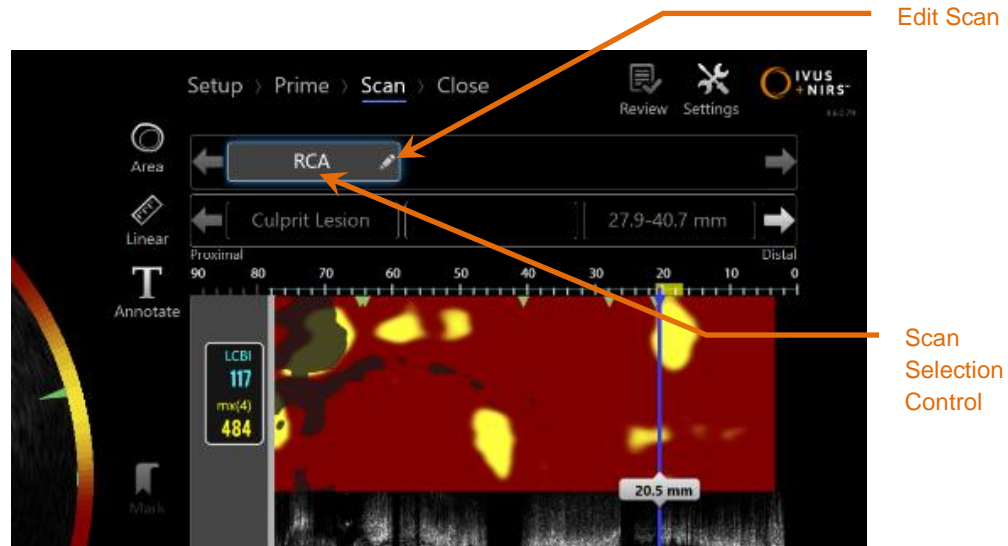 Edit Scan
Setup > Prime > Scan > Close
Review
Settings
IVUS
+NIRS™
Area
RCA
Linear
Culprit Lesion
27.9-40.7 mm
Proximal
Distal
90 80 70 60 50 40 30 20 10 0
Annotate
LCBI
117
mx(4)
484
Scan
Selection
Control
20.5 mm
Mark